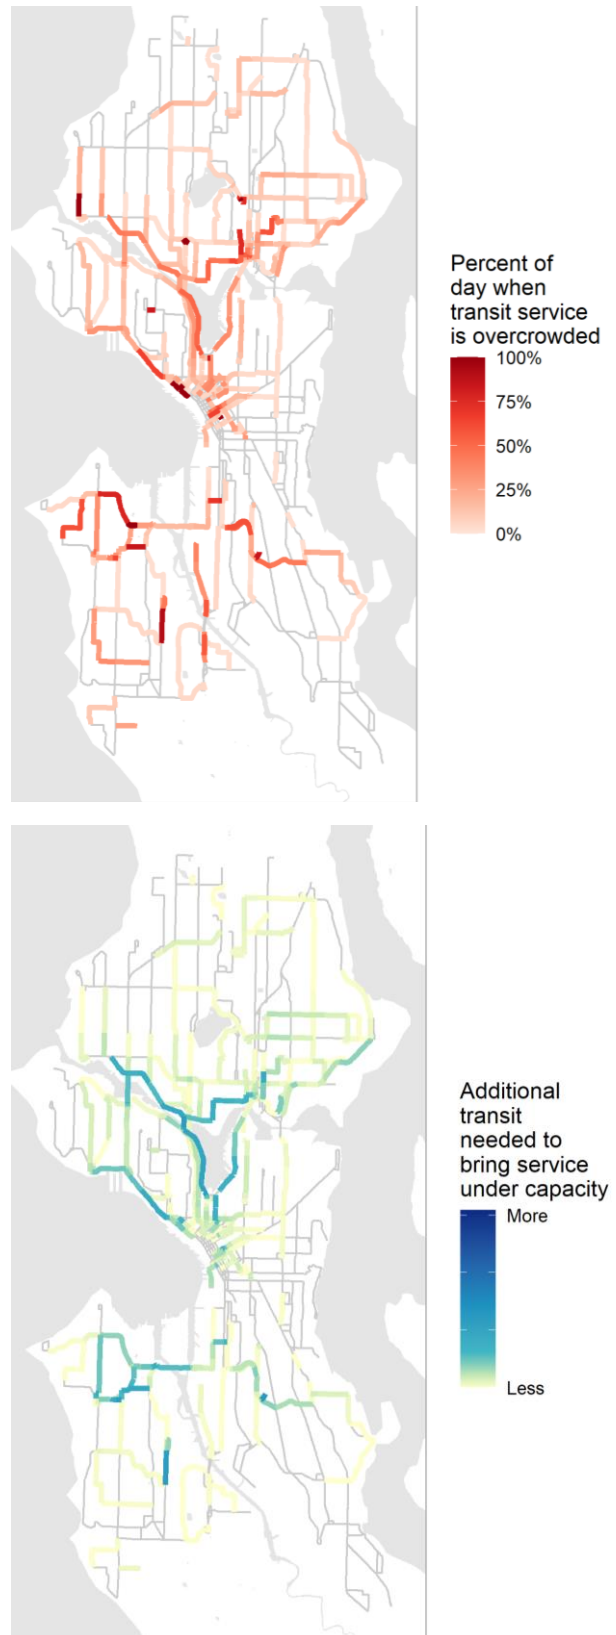 Percent of
day when
transit service
is overcrowded
100%
75%
50%
25%
0%
Additional
transit
needed to
bring service
under capacity
More
Less